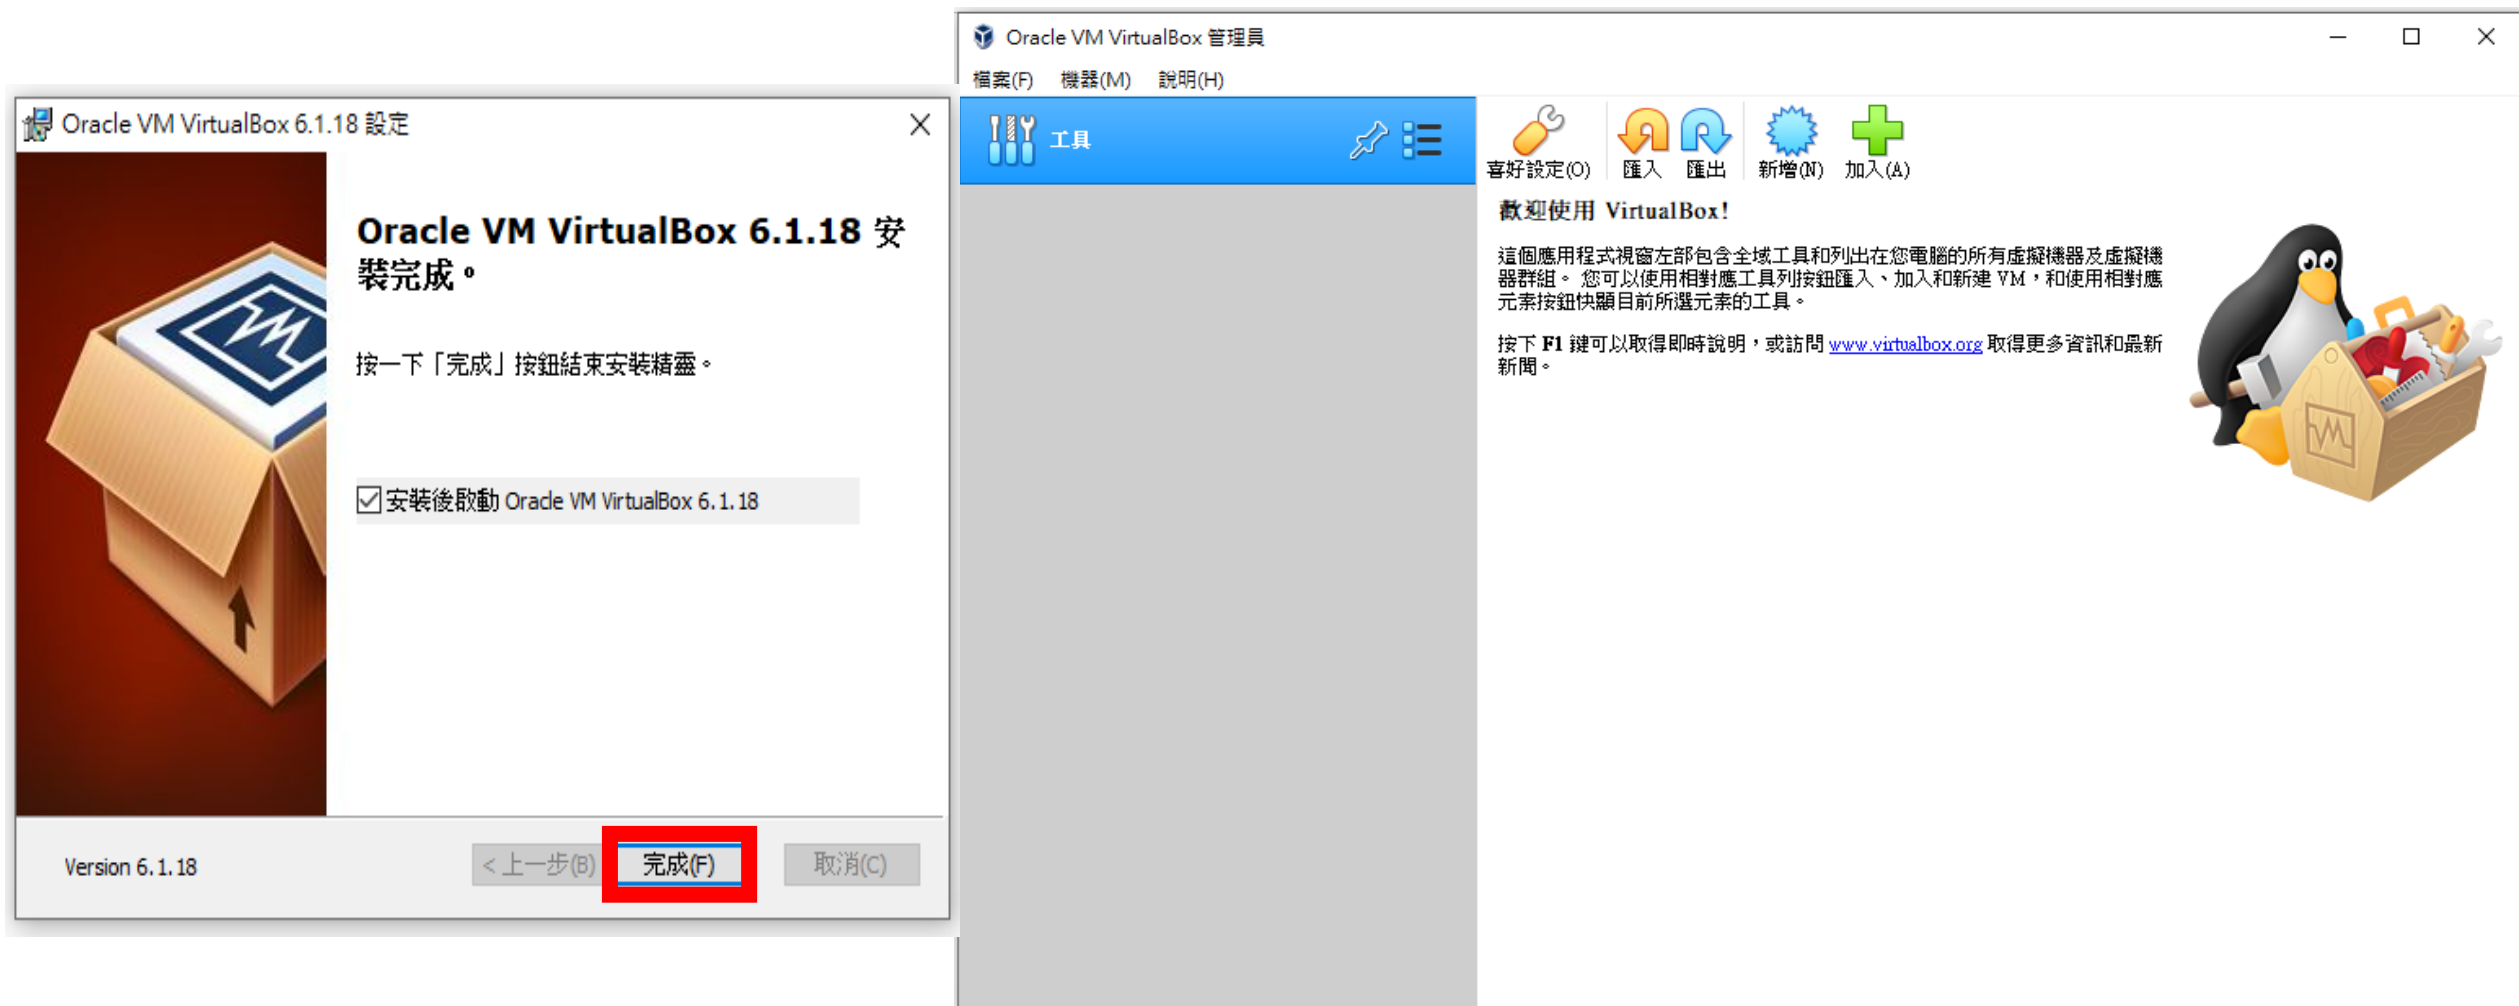 Oracle VM VirtualBox 6.1.18 設定
Oracle VM VirtualBox 6.1.18 安
裝完成。
按一下「完成」按鈕結束安裝精靈。
安裝後啟動 Oracle VM VirtualBox 6.1.18
Version 6.1.18
< 上一步(B)
完成(F)
取消(C)
Oracle VM VirtualBox 管理員
檔案(F) 機器(M) 說明(H)
工具
喜好設定(O) 匯入 匯出 新增(N) 加入(A)
歡迎使用 VirtualBox!
這個應用程式視窗左部包含全域工具和列出在您電腦的所有虛擬機器及虛擬機
器群組。 您可以使用相對應工具列按鈕匯入、加入和新建 VM，和使用相對應
元素按鈕快顯目前所選元素的工具。
按下 F1 鍵可以取得即時說明，或訪問 www.virtualbox.org 取得更多資訊和最新
新聞。